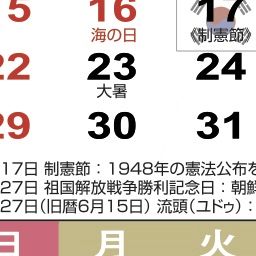 5 16 17
海の日 《制憲節》
22 23 24
大暑
29 30 31
17日 制憲節：1948年の憲法公布を
27日 祖国解放戦争勝利記念日：朝鮮
27日(旧暦6月15日) 流頭(ユドゥ)：
日 月 火